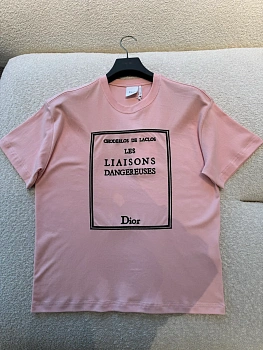 CHODERLOS DE LACLOS
LES
LIAISONS
DANGEREUSES
Dior